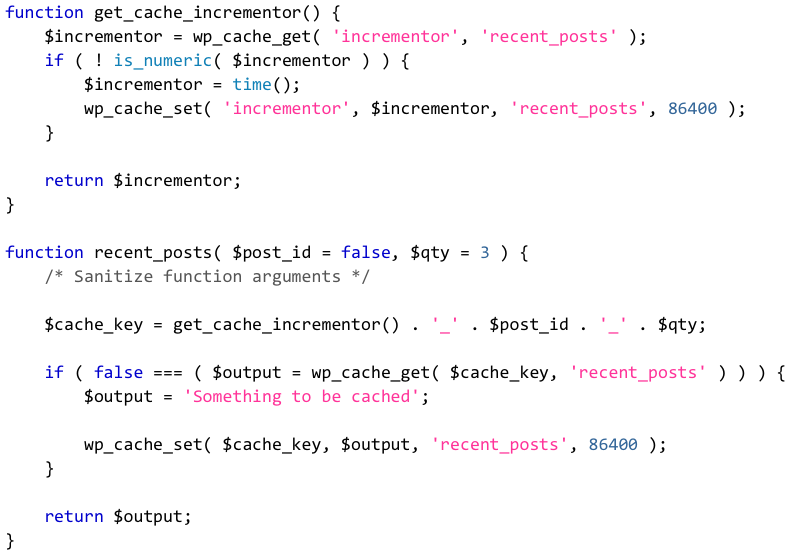 function get_cache_incrementor() {
    $incrementor = wp_cache_get( 'incrementor', 'recent_posts' );
    if ( ! is_numeric( $incrementor ) ) {
        $incrementor = time();
        wp_cache_set( 'incrementor', $incrementor, 'recent_posts', 86400 );
    }

    return $incrementor;
}

function recent_posts( $post_id = false, $qty = 3 ) {
    /* Sanitize function arguments */

    $cache_key = get_cache_incrementor() . '_' . $post_id . '_' . $qty;

    if ( false === ( $output = wp_cache_get( $cache_key, 'recent_posts' ) ) ) {
        $output = 'Something to be cached';

        wp_cache_set( $cache_key, $output, 'recent_posts', 86400 );
    }

    return $output;
}